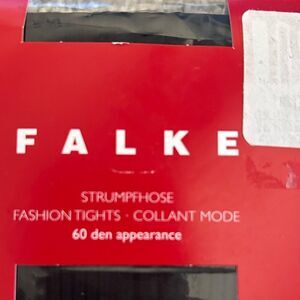 FALKE
STRUMPFHOSE
FASHION TIGHTS · COLLANT MODE
60 den appearance